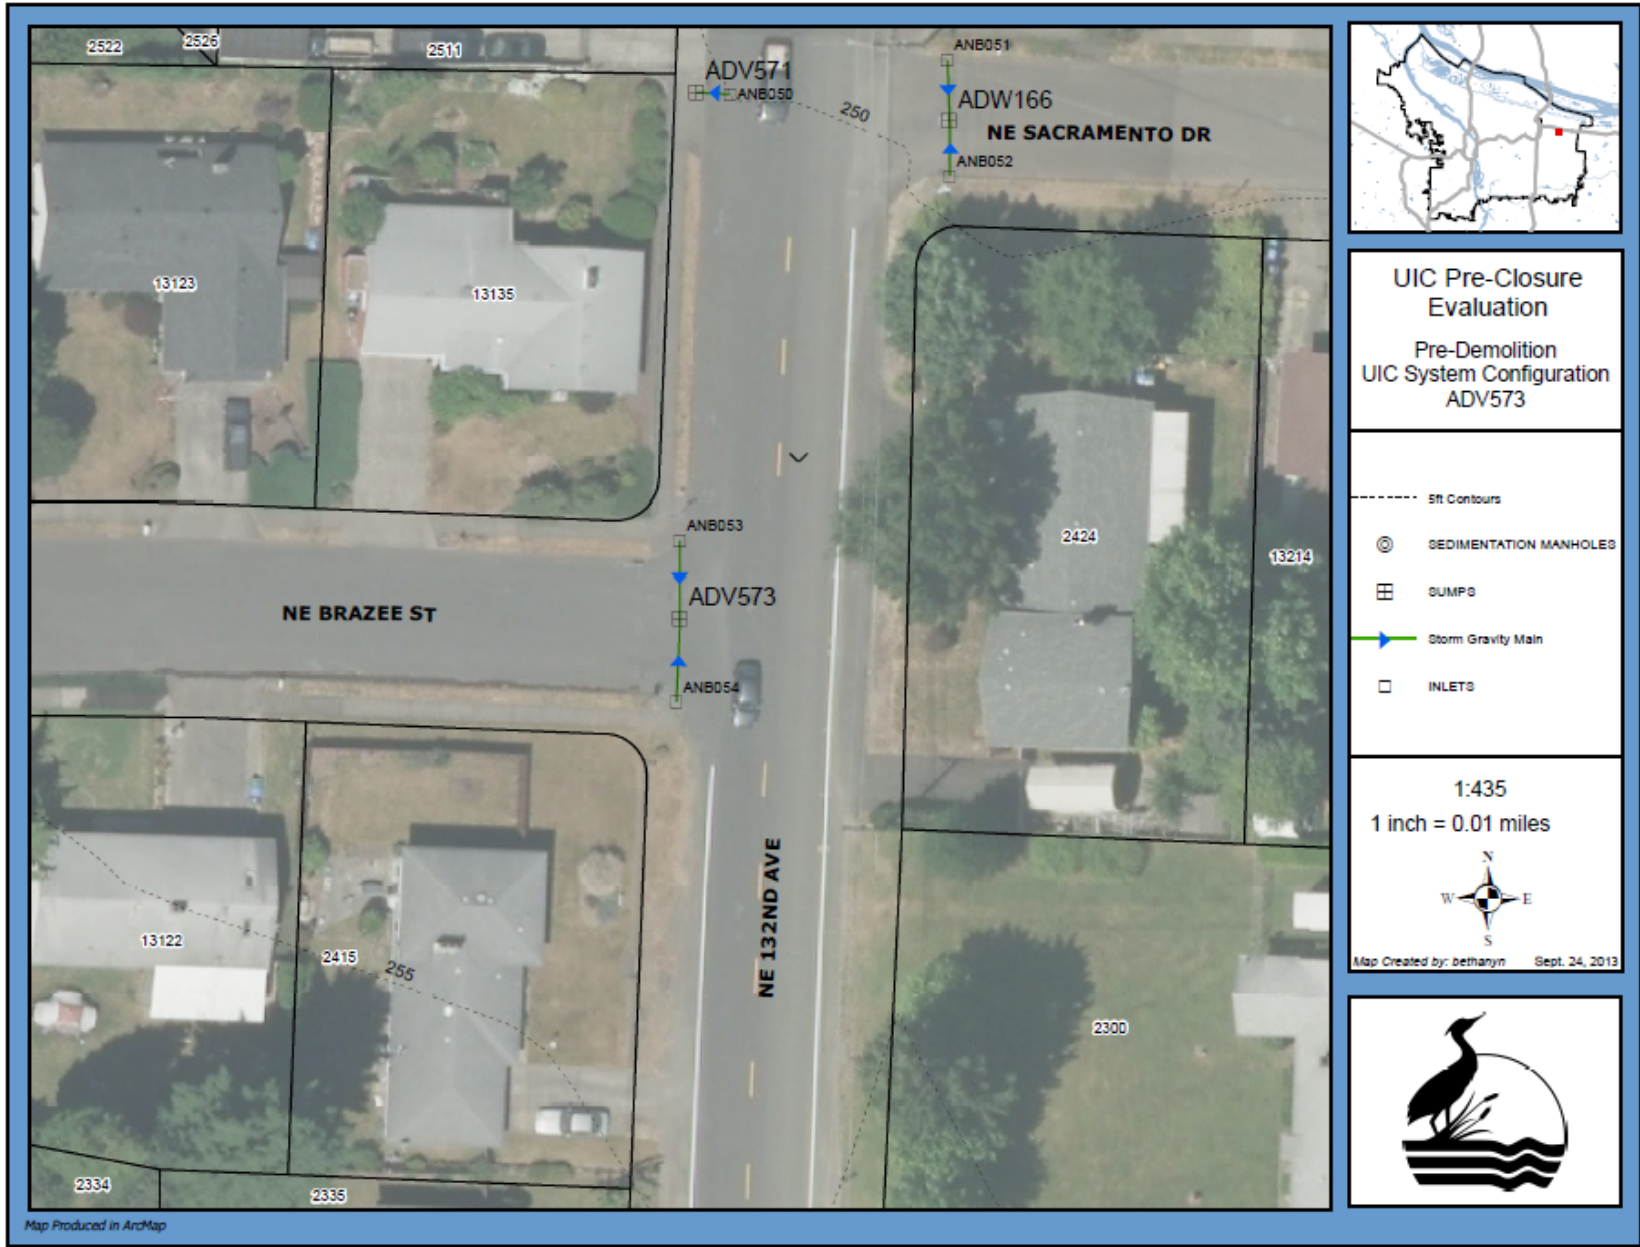 2522
2526
2511
ADV571
ANB050
250
ANB051
ADW166
NE SACRAMENTO DR
ANB052
13123
13135
ANB053
ADV573
NE BRAZEE ST
ANB054
2424
13214
NE 132ND AVE
13122
2415
255
2300
2334
2335
Map Produced in ArcMap
UIC Pre-Closure
Evaluation
Pre-Demolition
UIC System Configuration
ADV573
5ft Contours
SEDIMENTATION MANHOLES
SUMPS
Storm Gravity Main
INLETS
1:435
1 inch = 0.01 miles
N
W E
S
Map Created by: bethanyn Sept. 24, 2013